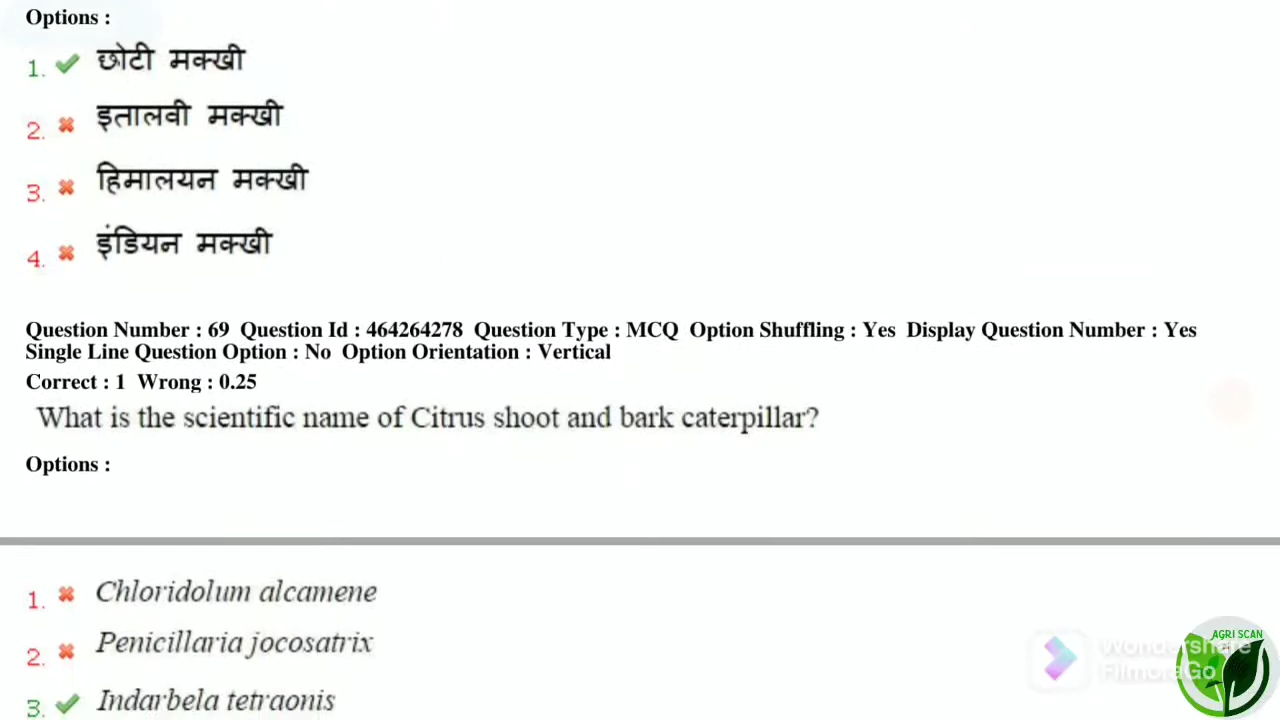 Options :
1. छोटी मक्खी
2. इतालवी मक्खी
3. हिमालयन मक्खी
4. इंडियन मक्खी
Question Number : 69 Question Id : 464264278 Question Type : MCQ Option Shuffling : Yes Display Question Number : Yes
Single Line Question Option : No Option Orientation : Vertical
Correct : 1 Wrong : 0.25
What is the scientific name of Citrus shoot and bark caterpillar?
Options :
1. Chloridolum alcamene
2. Penicillaria jocosatrix
3. Indarbela tetraonis
AGRI SCAN
Wondershare
FilmoraGo